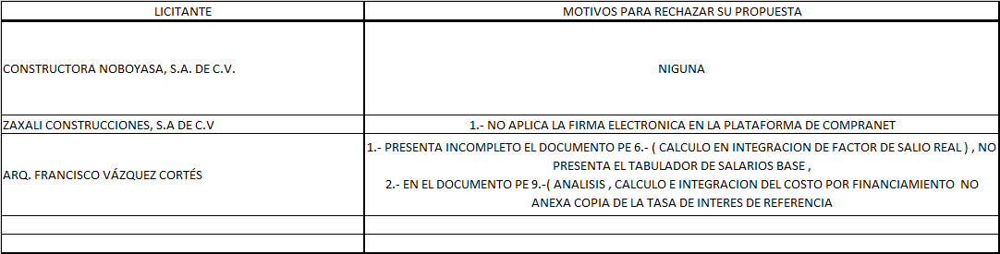 LICITANTE
MOTIVOS PARA RECHAZAR SU PROPUESTA
CONSTRUCTORA NOBOYASA, S.A. DE C.V.
NIGUNA
ZAXALI CONSTRUCCIONES, S.A DE C.V
1.- NO APLICA LA FIRMA ELECTRONICA EN LA PLATAFORMA DE COMPRANET
ARQ. FRANCISCO VÁZQUEZ CORTÉS
1.- PRESENTA INCOMPLETO EL DOCUMENTO PE 6.- ( CALCULO EN INTEGRACION DE FACTOR DE SALIO REAL ) , NO
PRESENTA EL TABULADOR DE SALARIOS BASE ,
2.- EN EL DOCUMENTO PE 9.-( ANALISIS , CALCULO E INTEGRACION DEL COSTO POR FINANCIAMIENTO NO
ANEXA COPIA DE LA TASA DE INTERES DE REFERENCIA